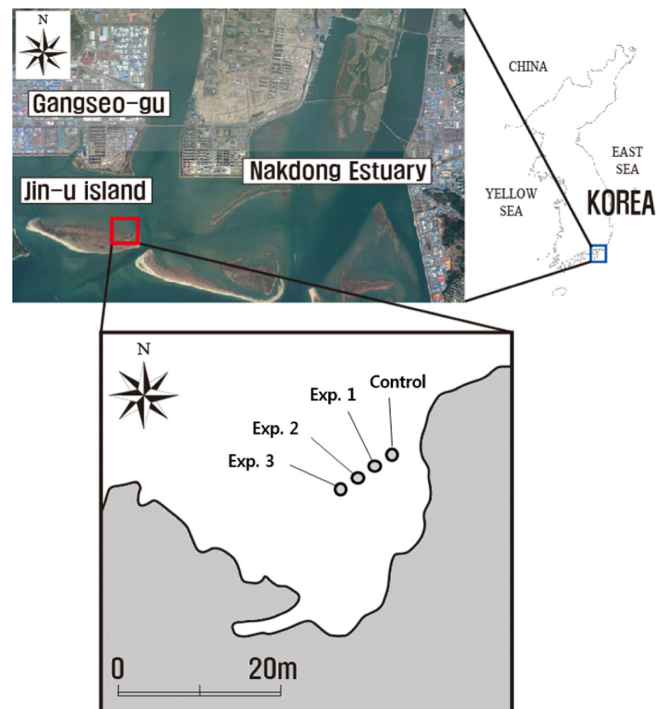 N
Gangseo-gu
Jin-u island
Nakdong Estuary
CHINA
EAST
SEA
YELLOW
SEA
KOREA
N
Control
Exp. 1
Exp. 2
Exp. 3
0 20m